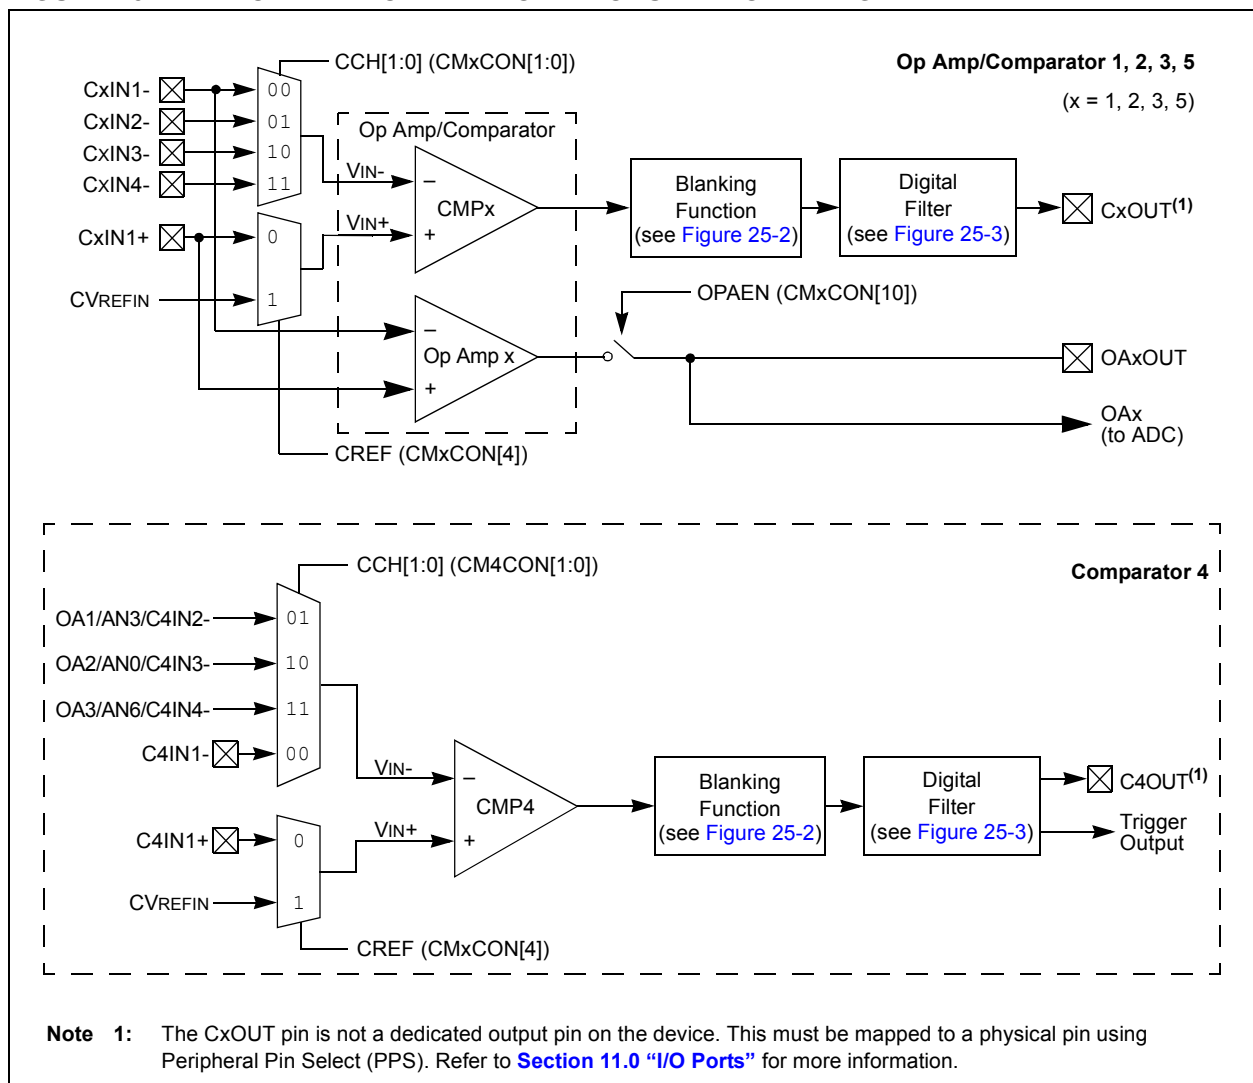 CCH[1:0] (CMxCON[1:0])
Op Amp/Comparator 1, 2, 3, 5
(x = 1, 2, 3, 5)
CxIN1-
CxIN2-
CxIN3-
CxIN4-
00
01
10
11
Op Amp/Comparator
VIN-
–
CMPx
VIN+
+
Blanking
Function
(see Figure 25-2)
Digital
Filter
(see Figure 25-3)
CxOUT(1)
CxIN1+
0
CVREFIN
1
OPAEN (CMxCON[10])
–
Op Amp x
+
OAxOUT
OAx
(to ADC)
CREF (CMxCON[4])
CCH[1:0] (CM4CON[1:0])
Comparator 4
OA1/AN3/C4IN2-
01
OA2/AN0/C4IN3-
10
OA3/AN6/C4IN4-
11
C4IN1-
00
VIN-
–
CMP4
VIN+
+
Blanking
Function
(see Figure 25-2)
Digital
Filter
(see Figure 25-3)
C4OUT(1)
Trigger
Output
C4IN1+
0
CVREFIN
1
CREF (CMxCON[4])
Note 1: The CxOUT pin is not a dedicated output pin on the device. This must be mapped to a physical pin using
Peripheral Pin Select (PPS). Refer to Section 11.0 “I/O Ports” for more information.